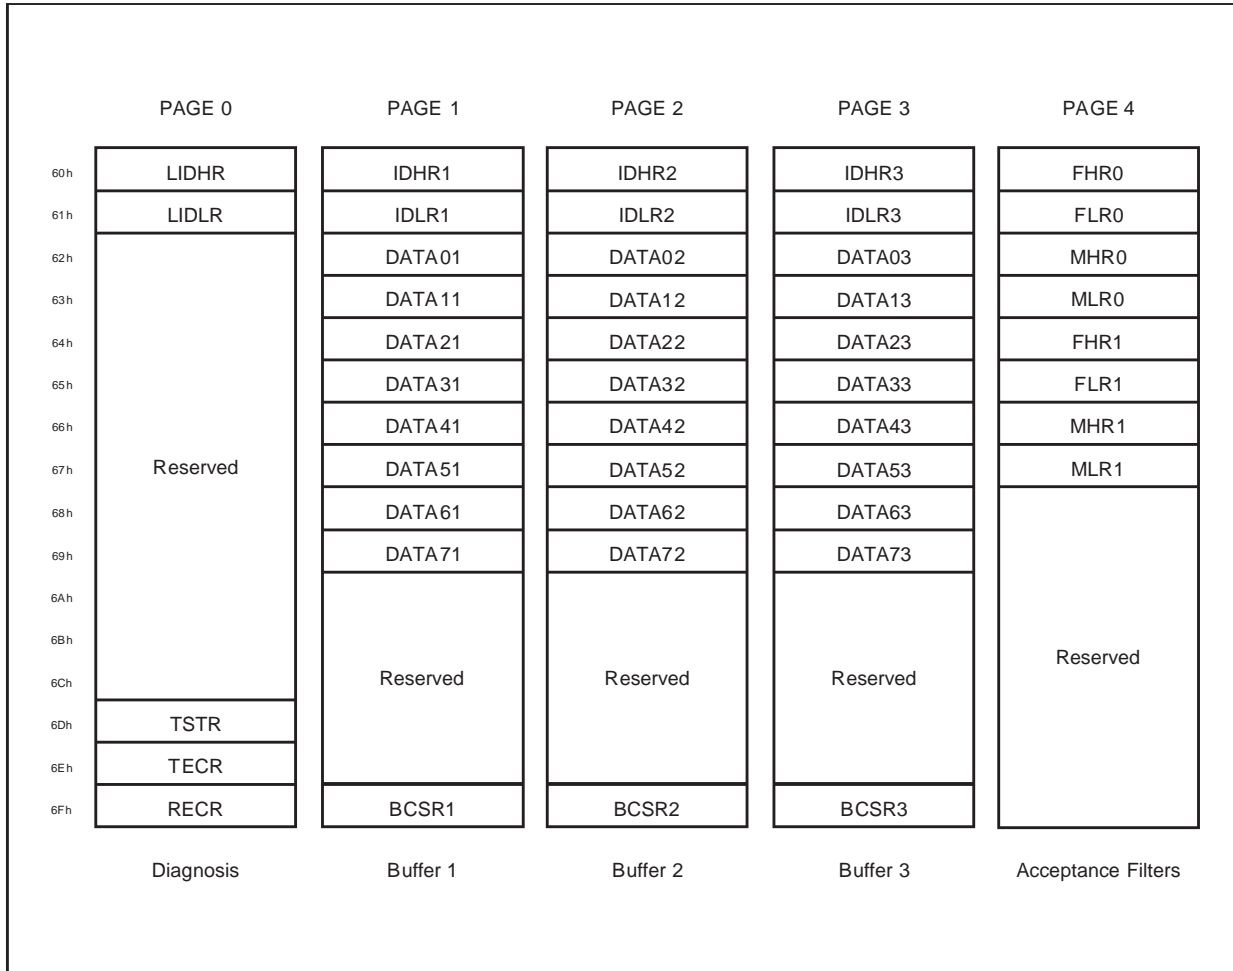 PAGE 0 PAGE 1 PAGE 2 PAGE 3 PAGE 4
60h LIDHR IDHR1 IDHR2 IDHR3 FHR0
61h LIDLR IDLR1 IDLR2 IDLR3 FLR0
62h DATA01 DATA02 DATA03 MHR0
63h DATA11 DATA12 DATA13 MLR0
64h DATA21 DATA22 DATA23 FHR1
65h DATA31 DATA32 DATA33 FLR1
66h DATA41 DATA42 DATA43 MHR1
67h Reserved DATA51 DATA52 DATA53 MLR1
68h DATA61 DATA62 DATA63
69h DATA71 DATA72 DATA73
6Ah
6Bh
Reserved
6Ch Reserved Reserved Reserved
6Dh TSTR
6Eh TECR
6Fh RECR BCSR1 BCSR2 BCSR3
Diagnosis Buffer 1 Buffer 2 Buffer 3 Acceptance Filters